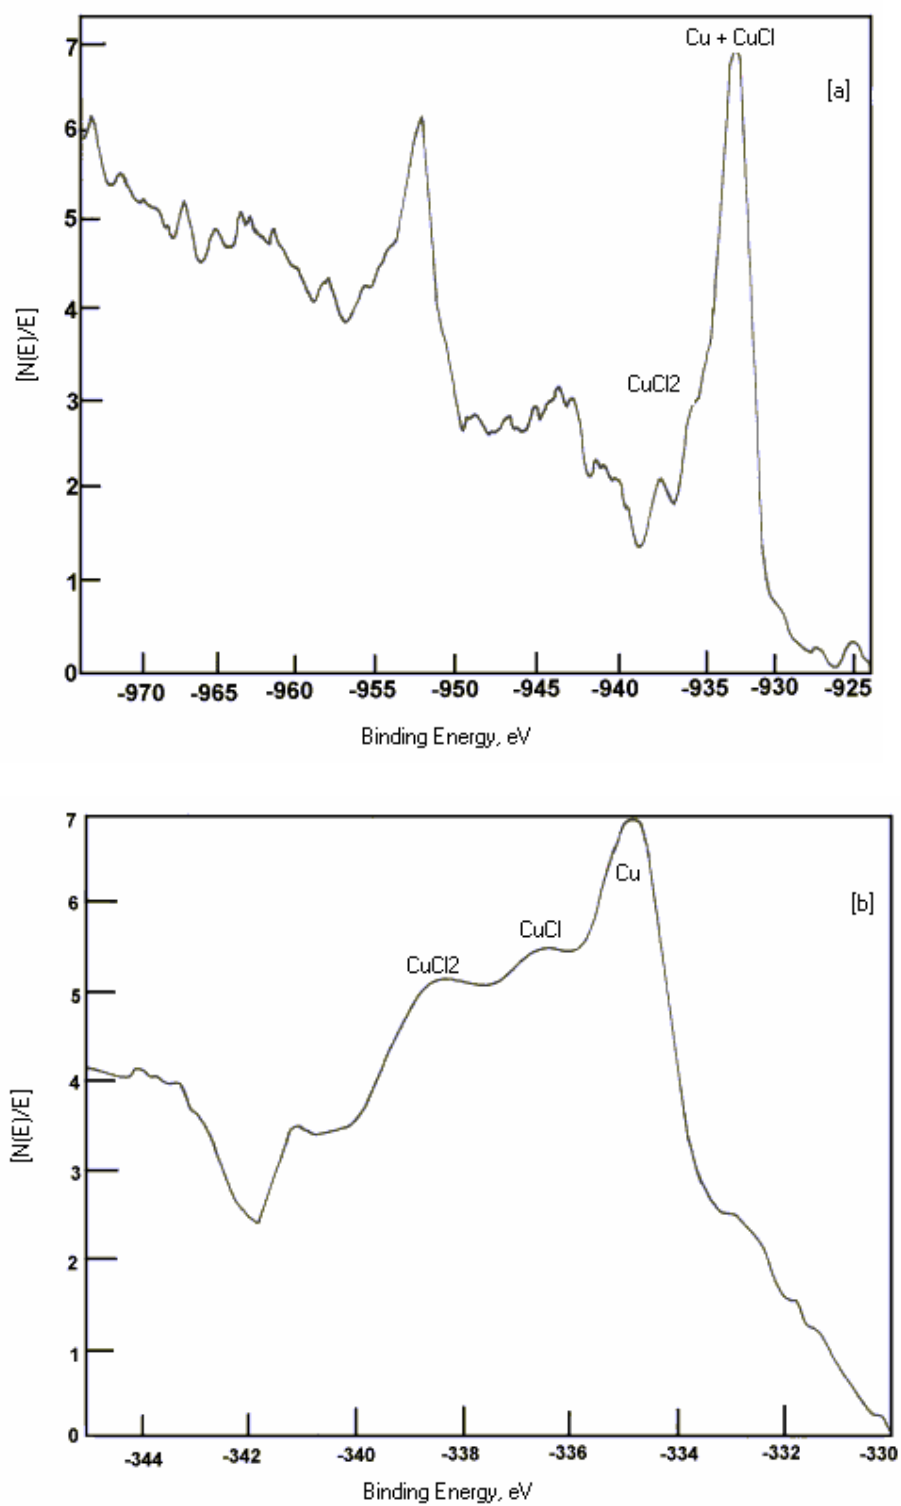 Cu + CuCl
[a]
7
6
5
4
3
2
1
0
CuCl2
[N(E)/E]
-970 -965 -960 -955 -950 -945 -940 -935 -930 -925
Binding Energy, eV
7
6
5
4
3
2
1
0
Cu
[b]
CuCl
CuCl2
[N(E)/E]
-344 -342 -340 -338 -336 -334 -332 -330
Binding Energy, eV